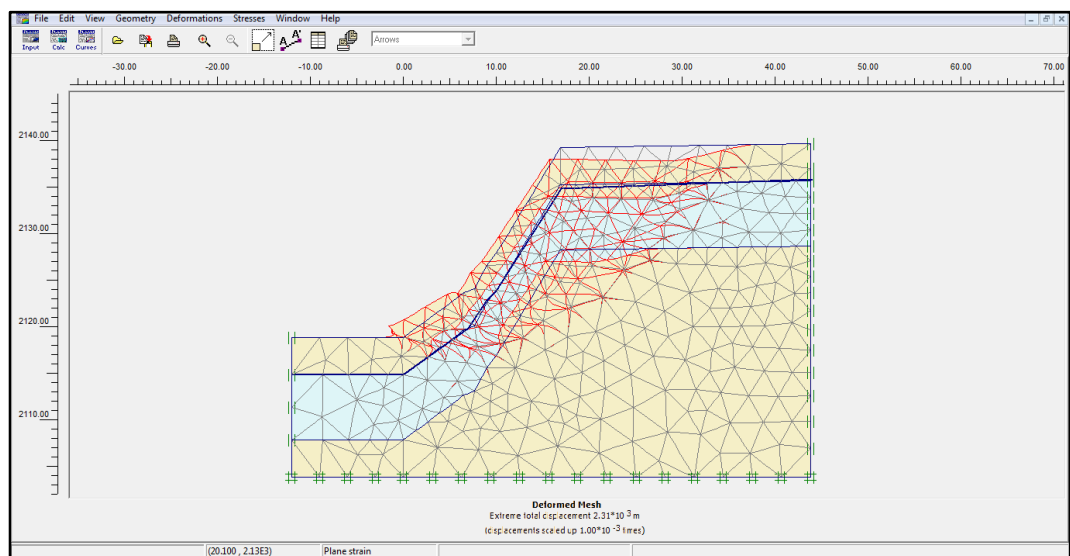 File Edit View Geometry Deformations Stresses Window Help
Input Calc Curves A A' Arrows
-30.00 -20.00 -10.00 0.00 10.00 20.00 30.00 40.00 50.00 60.00 70.00
2140.00
2130.00
2120.00
2110.00
Deformed Mesh
Extreme total displacement 2.31*10 3 m
(displacements scaled up 1.00*10 -3 times)
(20.100 , 2.13E3) Plane strain